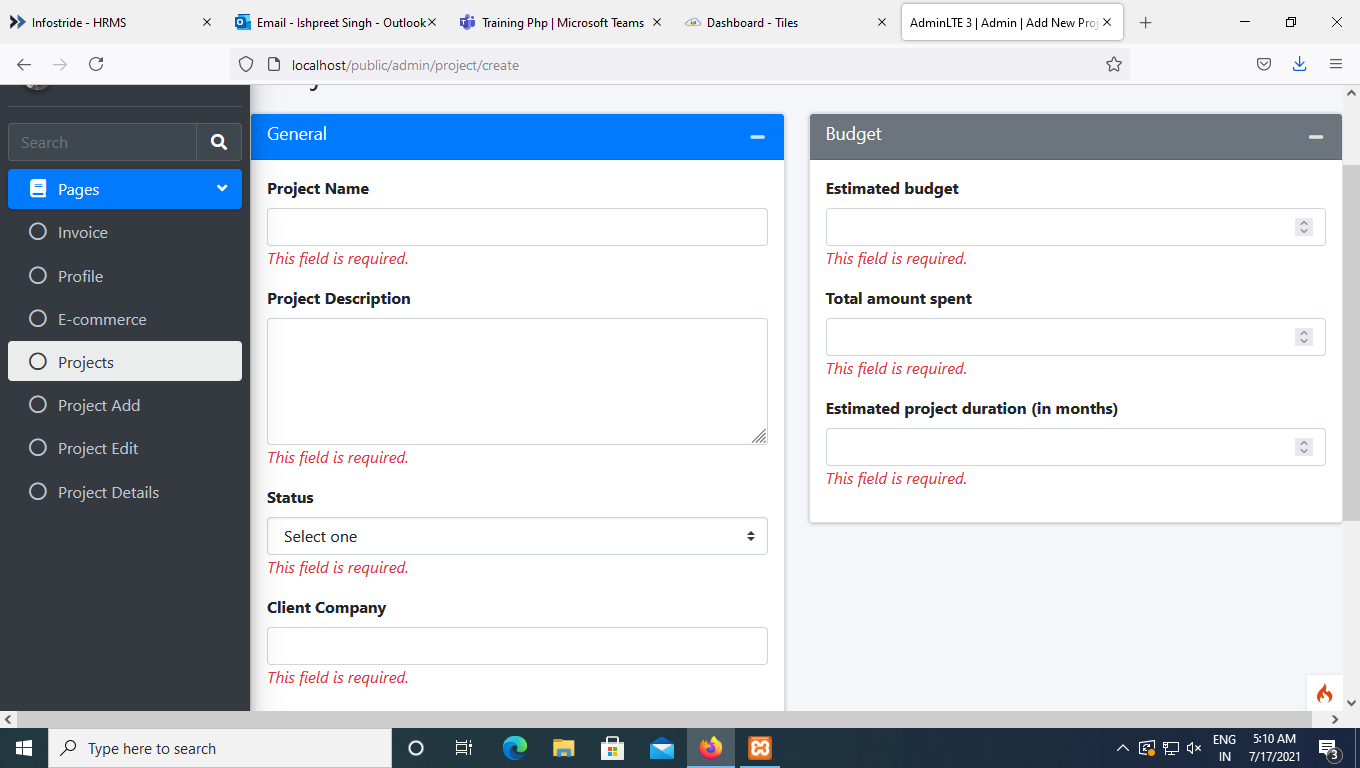 Infostride - HRMS
Email - Ishpreet Singh - Outlook
Training Php | Microsoft Teams
Dashboard - Tiles
AdminLTE 3 | Admin | Add New Proj
localhost/public/admin/project/create
Search
Pages
Invoice
Profile
E-commerce
Projects
Project Add
Project Edit
Project Details
General
Project Name
This field is required.
Project Description
This field is required.
Status
Select one
This field is required.
Client Company
This field is required.
Budget
Estimated budget
This field is required.
Total amount spent
This field is required.
Estimated project duration (in months)
This field is required.
Type here to search
ENG
IN
5:10 AM
7/17/2021
3